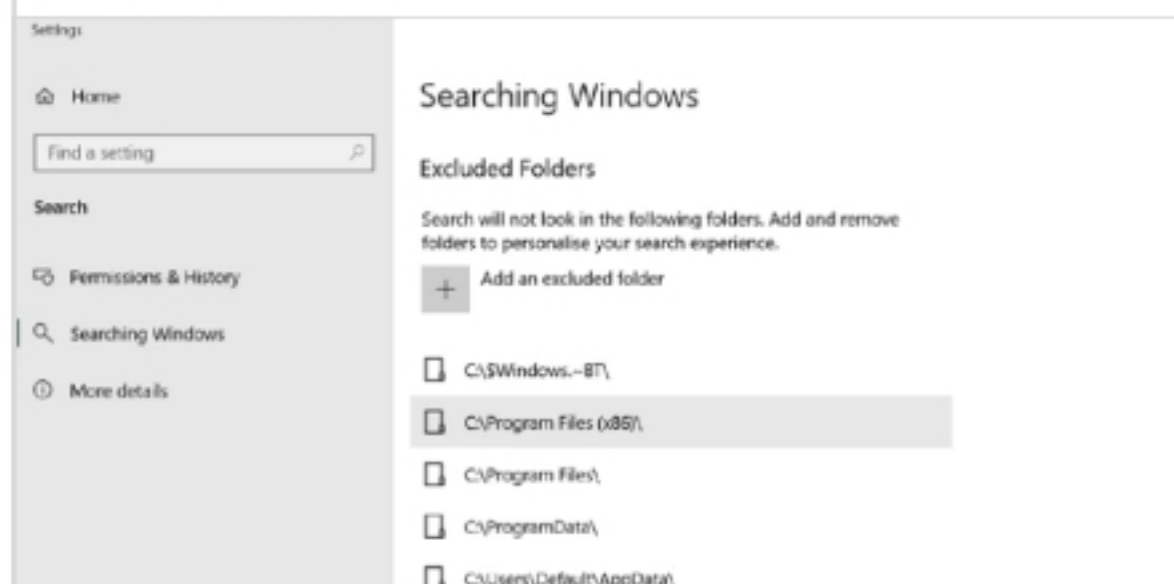 Settings
Home
Find a setting
Search
Permissions & History
Searching Windows
More details
Searching Windows
Excluded Folders
Search will not look in the following folders. Add and remove
folders to personalise your search experience.
Add an excluded folder
C:\$Windows.~BT\
C:\Program Files (x86)\
C:\Program Files\
C:\ProgramData\
C:\Users\Default\AppData\